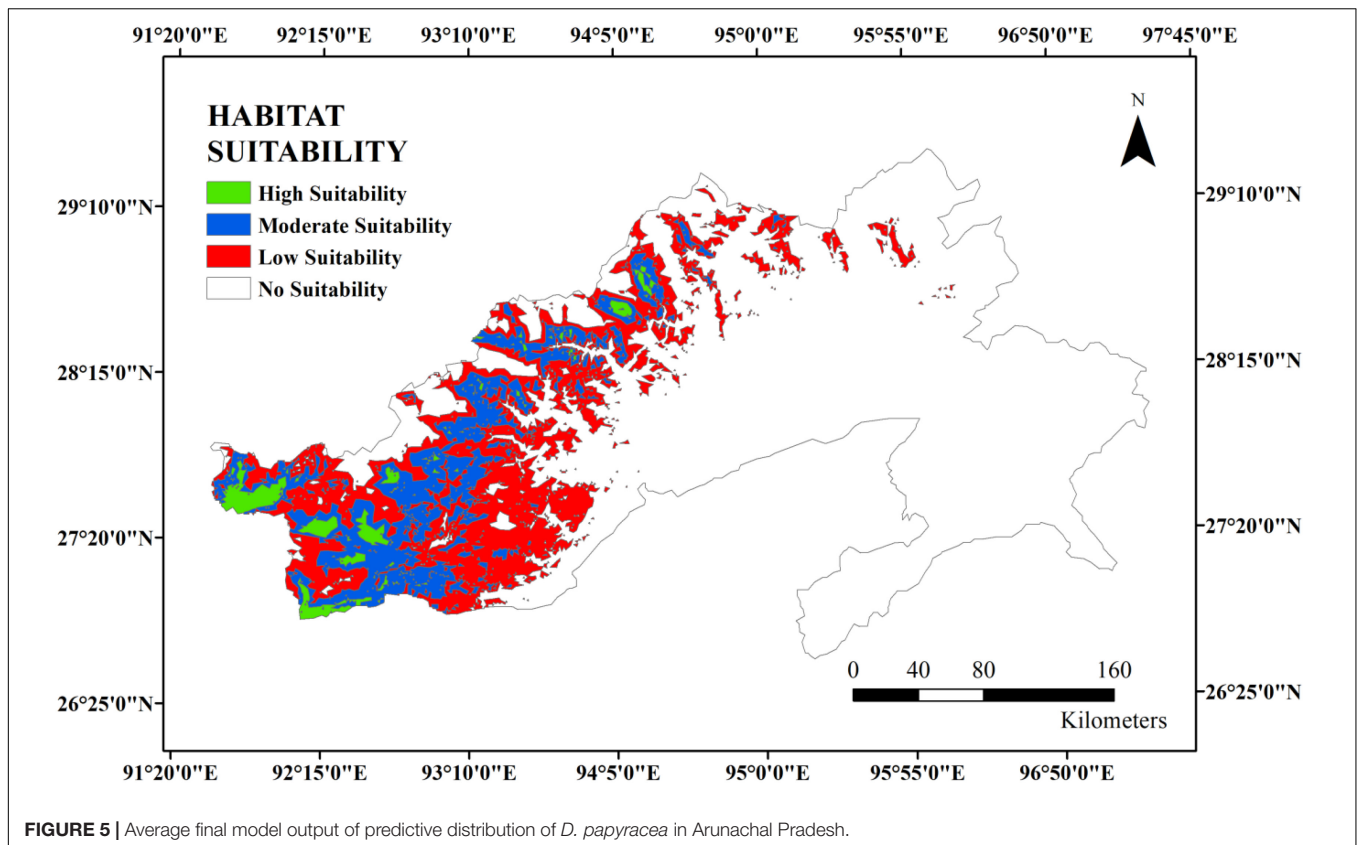 91°20'0"E 92°15'0"E 93°10'0"E 94°5'0"E 95°0'0"E 95°55'0"E 96°50'0"E 97°45'0"E
HABITAT
SUITABILITY
High Suitability
Moderate Suitability
Low Suitability
No Suitability
N
29°10'0"N 29°10'0"N
28°15'0"N 28°15'0"N
27°20'0"N 27°20'0"N
26°25'0"N 26°25'0"N
0 40 80 160
Kilometers
91°20'0"E 92°15'0"E 93°10'0"E 94°5'0"E 95°0'0"E 95°55'0"E 96°50'0"E
FIGURE 5 | Average final model output of predictive distribution of D. papyracea in Arunachal Pradesh.